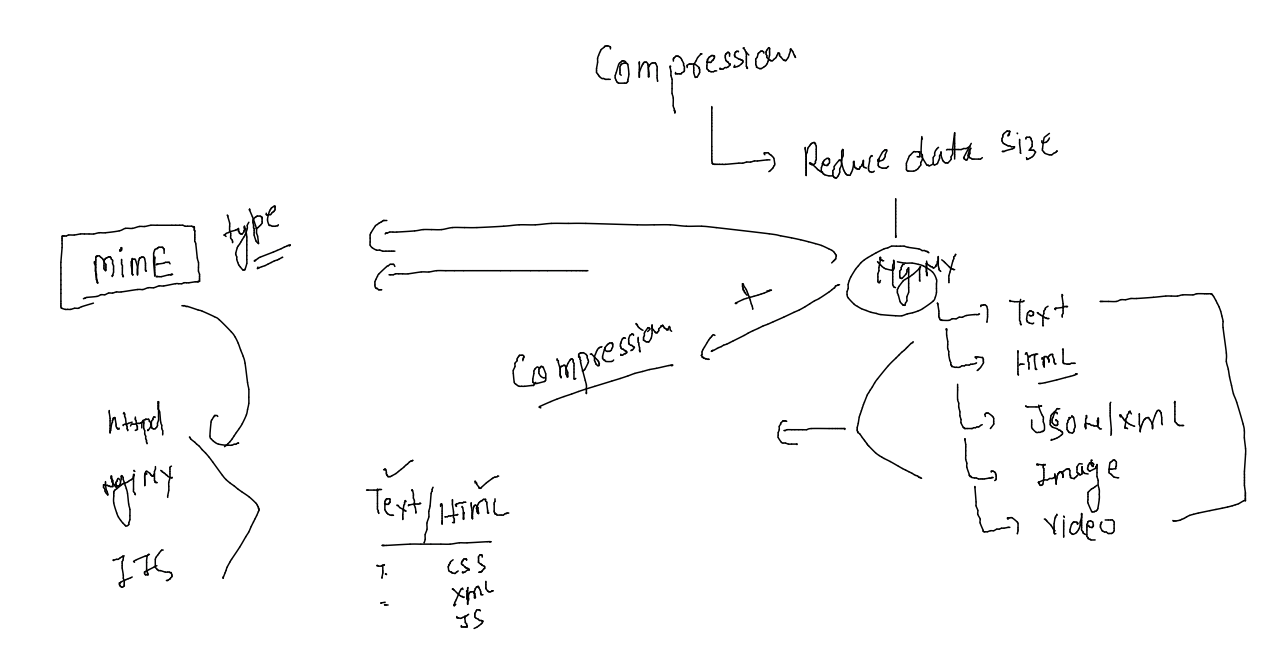 Compression
Reduce data size
type
MIME
NgiNX
Text
HTML
JSON/XML
Image
Video
Compression
httpd
NgiNX
IIS
Text/HTML
CSS
XML
JS